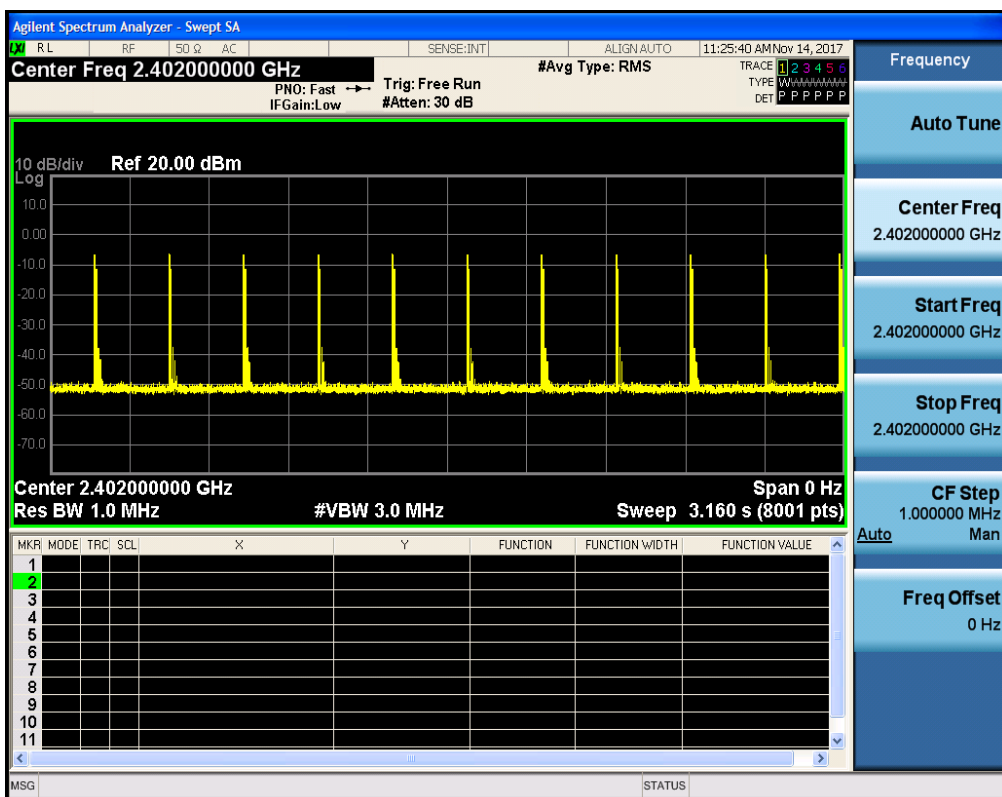 Agilent Spectrum Analyzer - Swept SA
LXI RL RF 50 Ω AC SENSE:INT ALIGN AUTO 11:25:40 AM Nov 14, 2017
Center Freq 2.402000000 GHz
PNO: Fast
IFGain:Low
Trig: Free Run
#Atten: 30 dB
#Avg Type: RMS
TRACE 1 2 3 4 5 6
TYPE W
DET P P P P P P
10 dB/div Ref 20.00 dBm
Log
10.0
0.00
-10.0
-20.0
-30.0
-40.0
-50.0
-60.0
-70.0
Center 2.402000000 GHz Span 0 Hz
Res BW 1.0 MHz #VBW 3.0 MHz Sweep 3.160 s (8001 pts)
MKR MODE TRC SCL X Y FUNCTION FUNCTION WIDTH FUNCTION VALUE
1
2
3
4
5
6
7
8
9
10
11
MSG STATUS
Frequency
Auto Tune
Center Freq
2.402000000 GHz
Start Freq
2.402000000 GHz
Stop Freq
2.402000000 GHz
CF Step
1.000000 MHz
Auto Man
Freq Offset
0 Hz